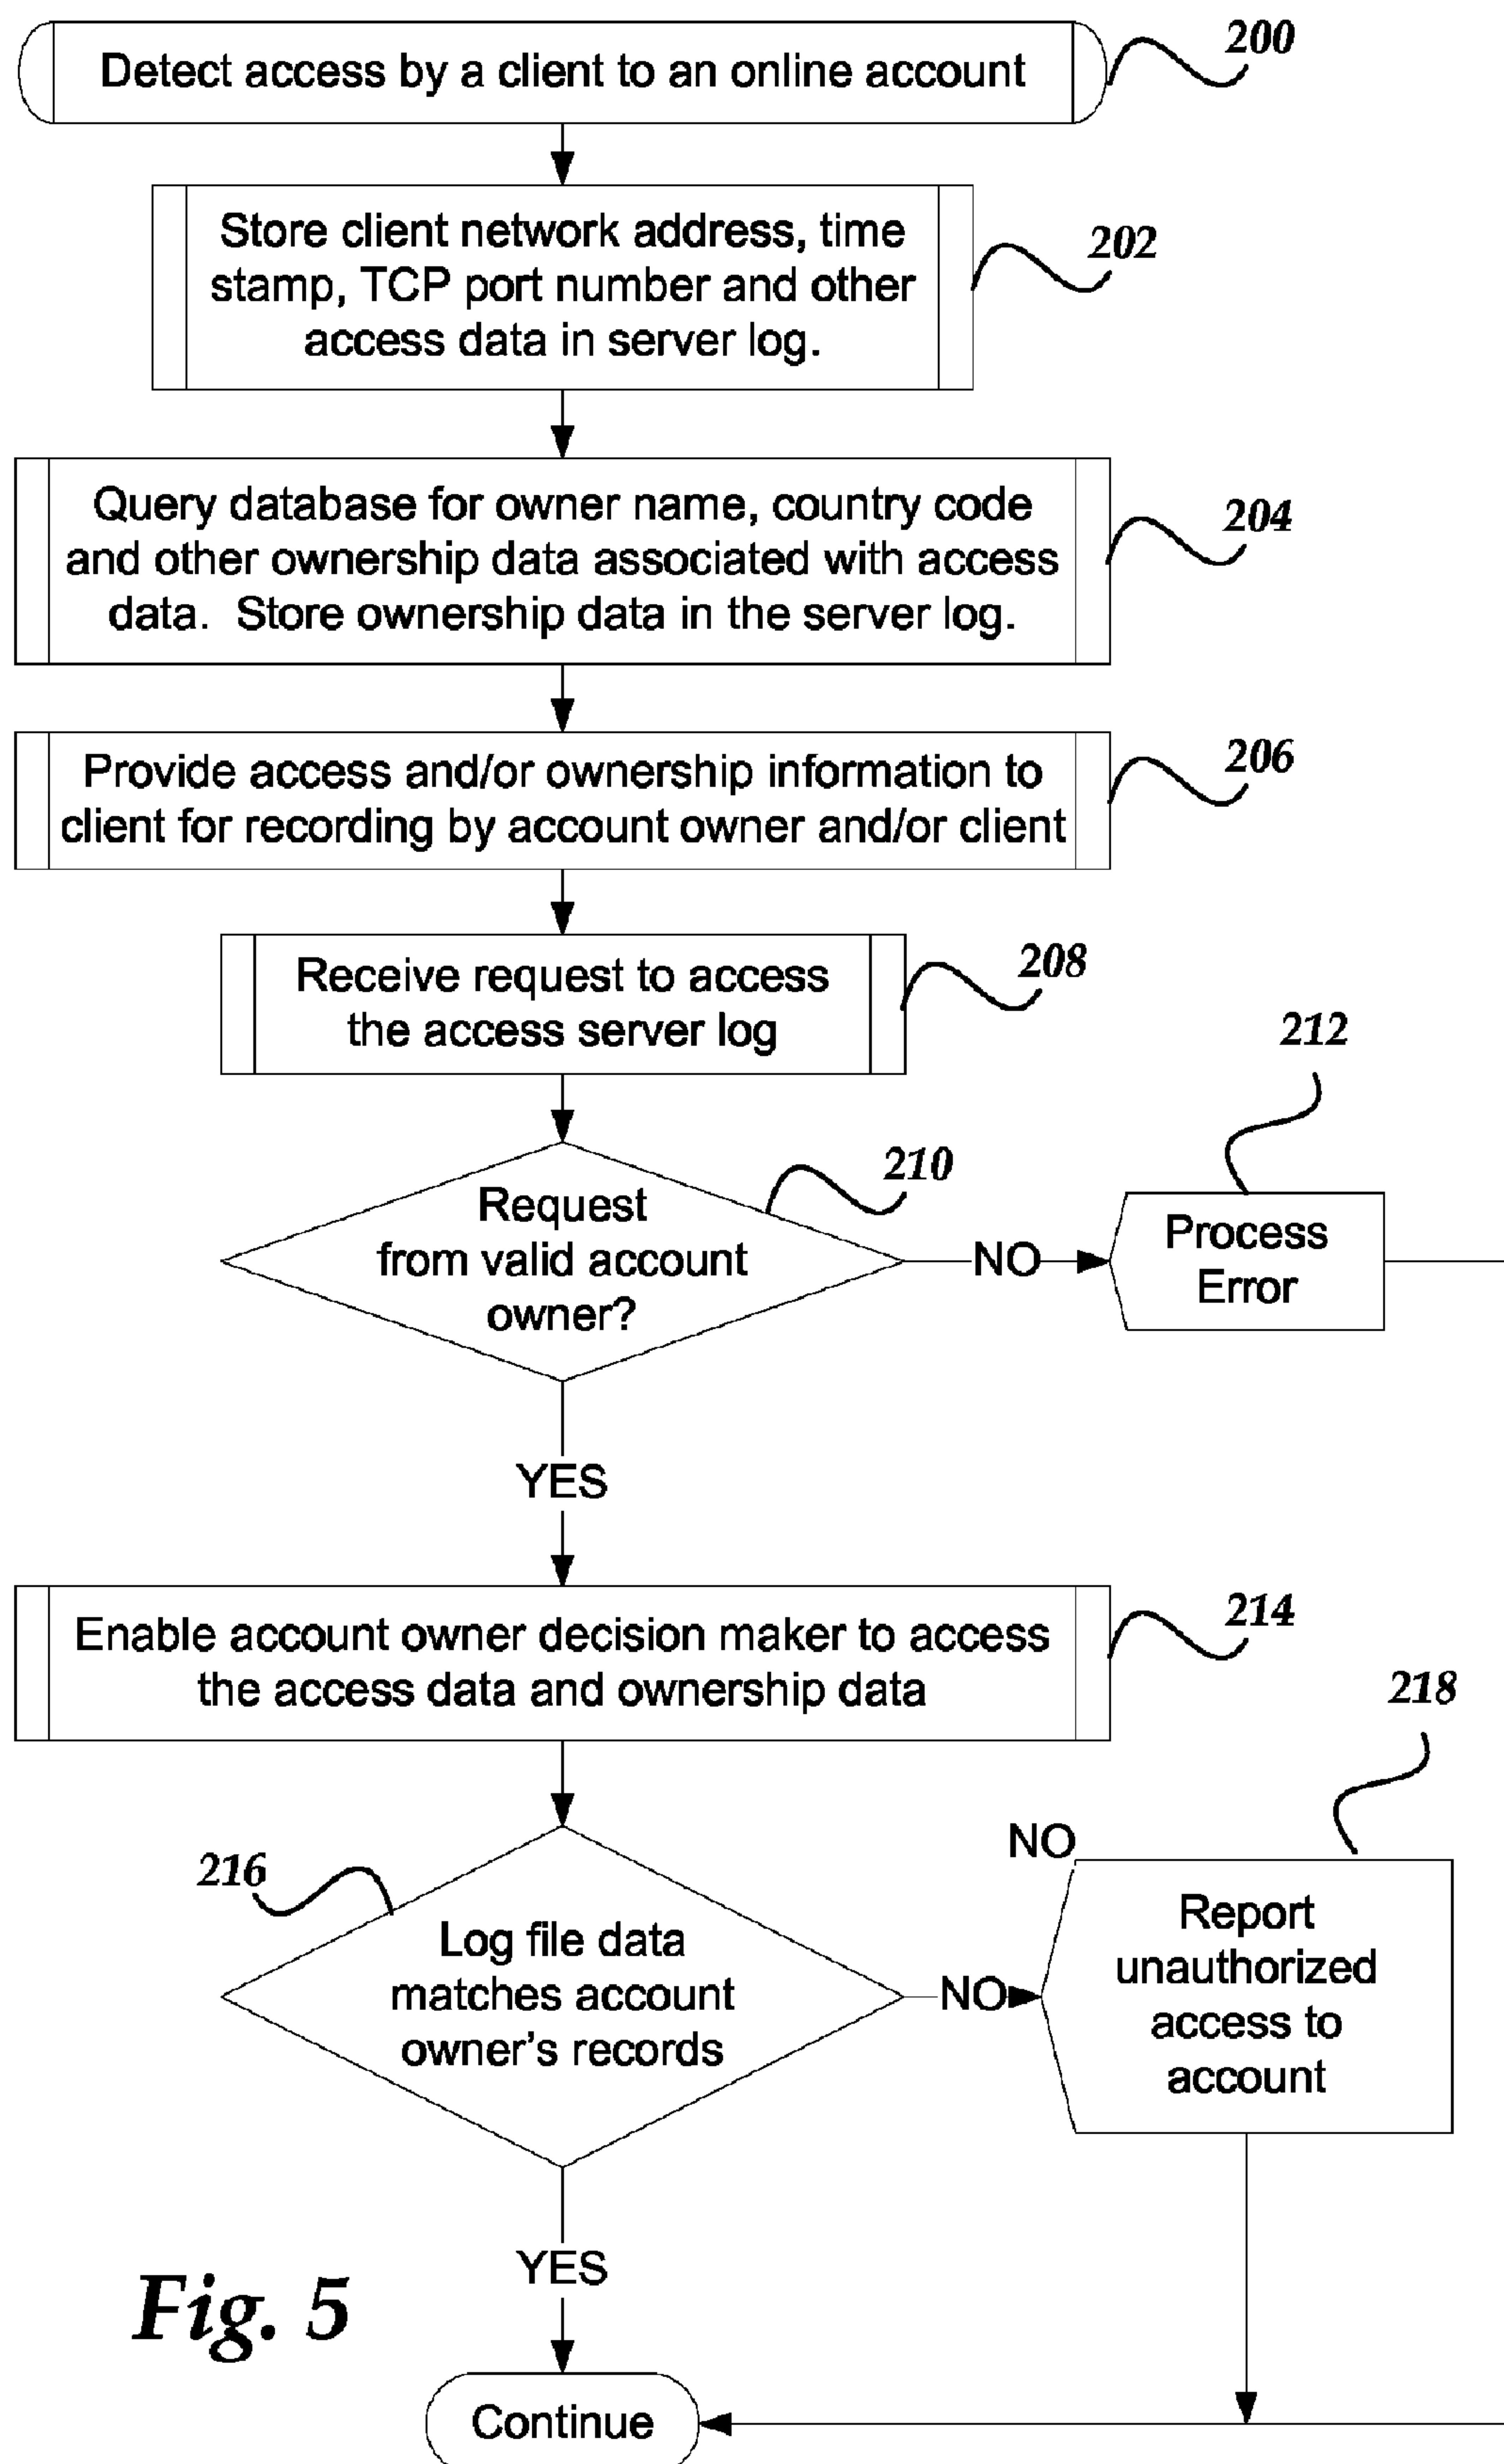 200
Detect access by a client to an online account
Store client network address, time
stamp, TCP port number and other
access data in server log.
202
Query database for owner name, country code
and other ownership data associated with access
data.  Store ownership data in the server log.
204
Provide access and/or ownership information to
client for recording by account owner and/or client
206
Receive request to access
the access server log
208
212
210
Request
from valid account
owner?
NO
Process
Error
YES
Enable account owner decision maker to access
the access data and ownership data
214
218
216
NO
Log file data
matches account
owner's records
NO
Report
unauthorized
access to
account
YES
Fig. 5
Continue